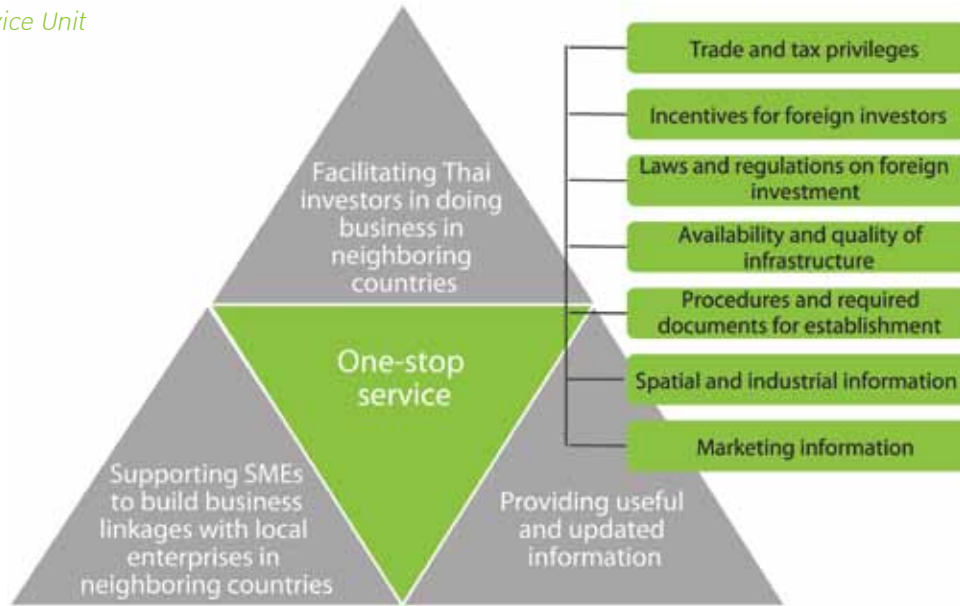 Unit
Facilitating Thai
investors in doing
business in
neighboring
countries
One-stop
service
Supporting SMEs
to build business
linkages with local
enterprises in
neighboring countries
Providing useful
and updated
information
Trade and tax privileges
Incentives for foreign investors
Laws and regulations on foreign
investment
Availability and quality of
infrastructure
Procedures and required
documents for establishment
Spatial and industrial information
Marketing information